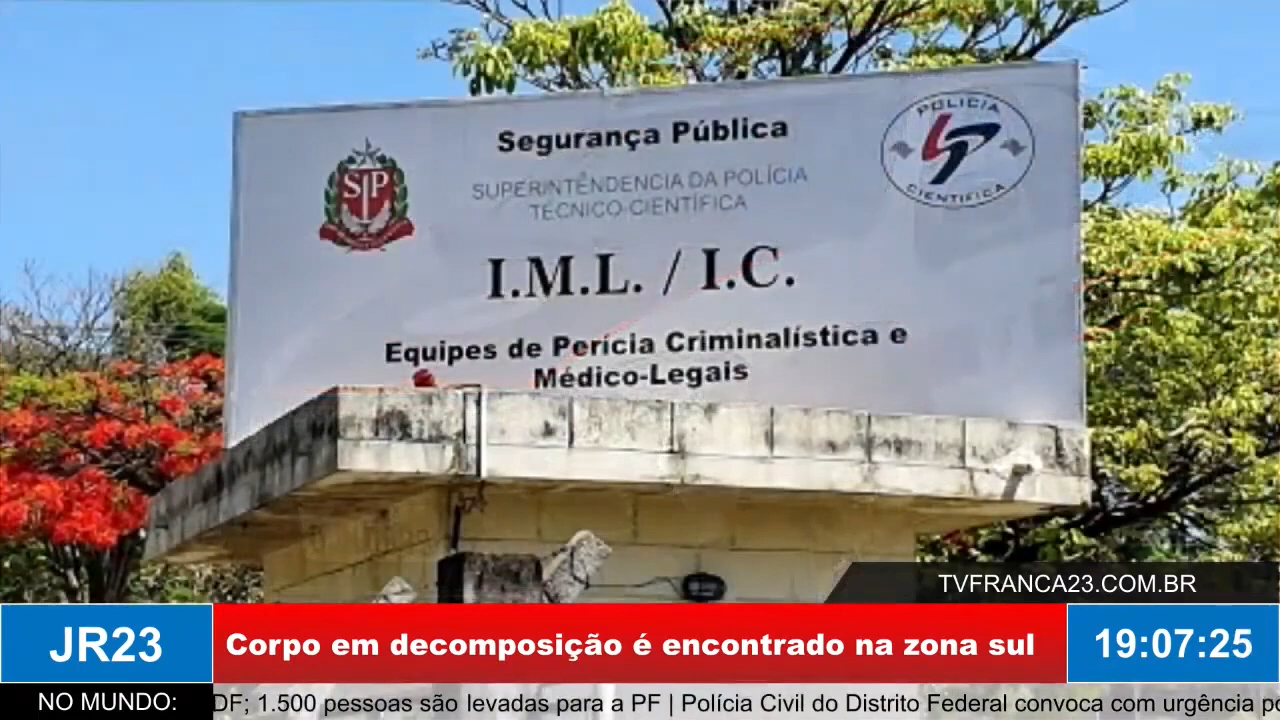 Segurança Pública
SUPERINTÊNDENCIA DA POLÍCIA
TÉCNICO-CIENTÍFICA
SP
POLÍCIA
CIENTÍFICA
I.M.L. / I.C.
Equipes de Perícia Criminalística e
Médico-Legais
TVFRANCA23.COM.BR
JR23
Corpo em decomposição é encontrado na zona sul
19:07:25
NO MUNDO:
DF; 1.500 pessoas são levadas para a PF | Polícia Civil do Distrito Federal convoca com urgência